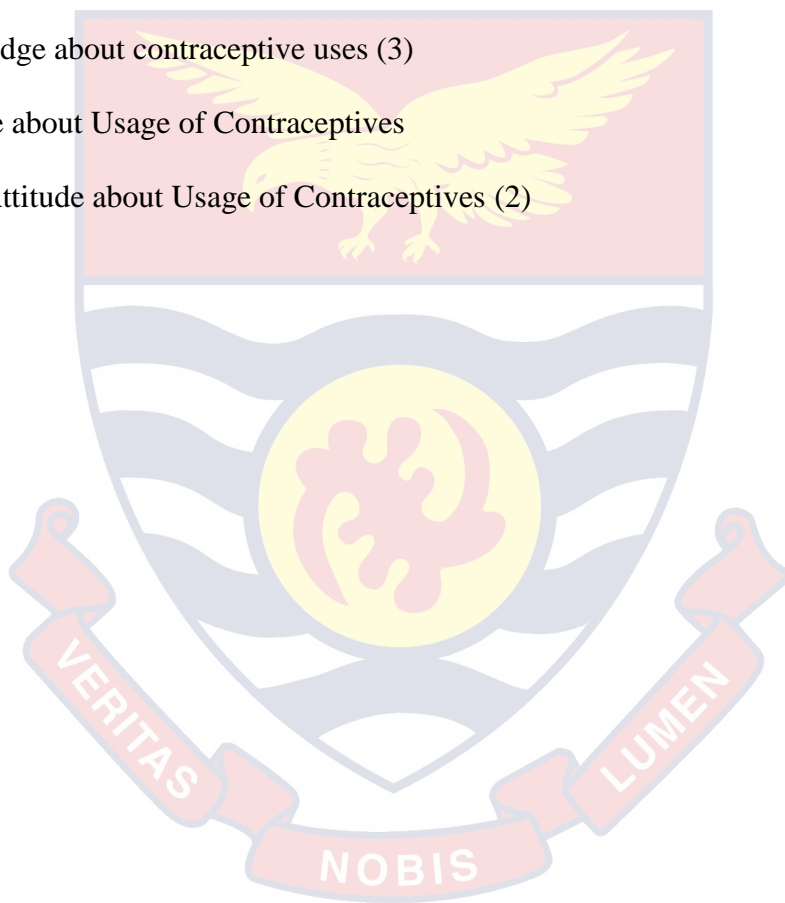 dge about contraceptive uses (3)
e about Usage of Contraceptives
ttitude about Usage of Contraceptives (2)
VERITAS
NOBIS
LUMEN